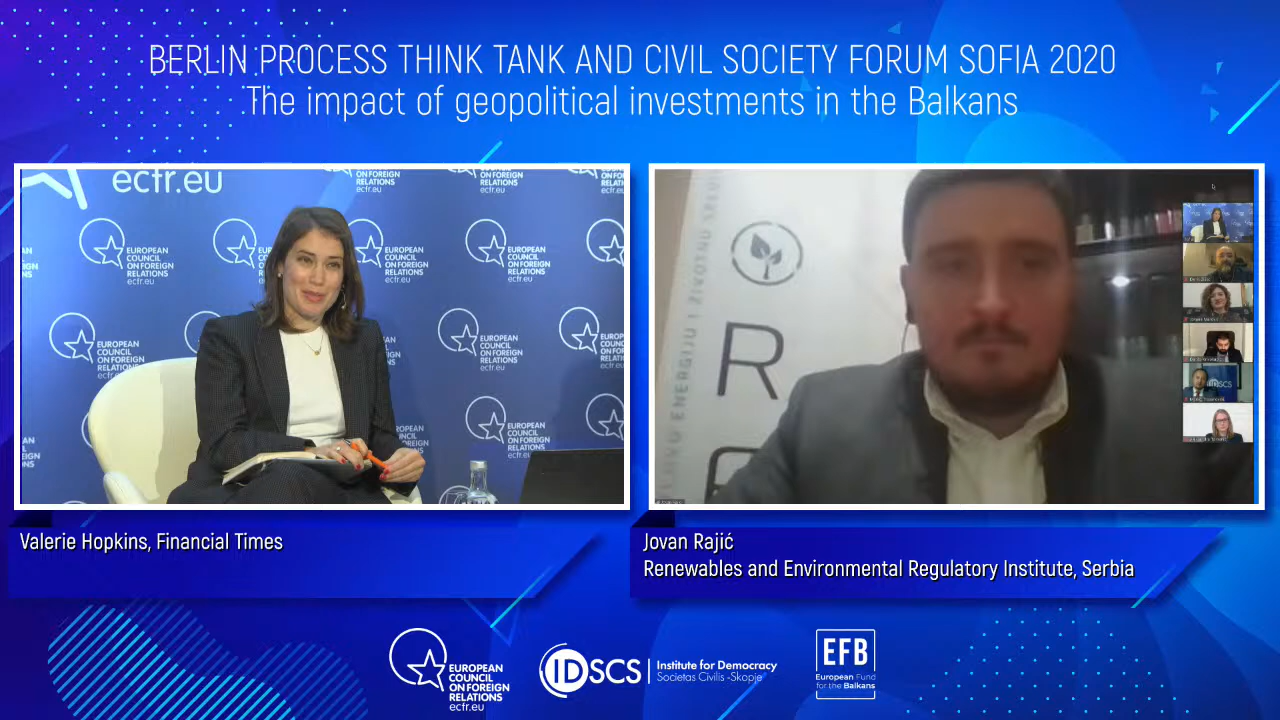 BERLIN PROCESS THINK TANK AND CIVIL SOCIETY FORUM SOFIA 2020
The impact of geopolitical investments in the Balkans
ecfr.eu
EUROPEAN
COUNCIL
ON FOREIGN
RELATIONS
ecfr.eu
R
Valerie Hopkins, Financial Times
Jovan Rajić
Renewables and Environmental Regulatory Institute, Serbia
EUROPEAN
COUNCIL
ON FOREIGN
RELATIONS
ecfr.eu
IDSCS
Institute for Democracy
Societas Civilis -Skopje
EFB
European Fund
for the Balkans